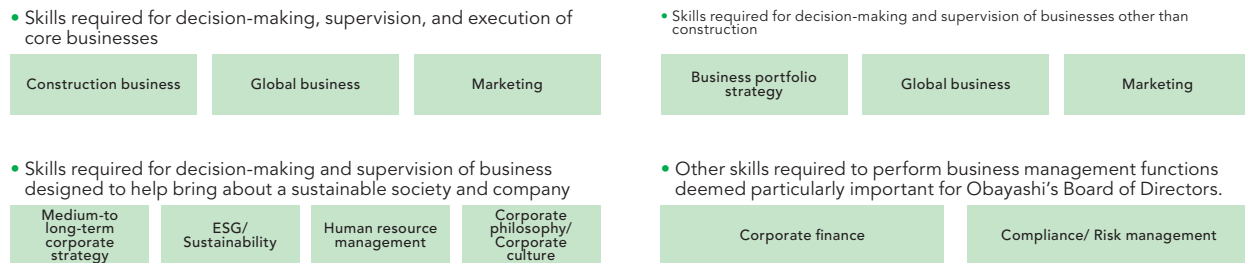 • Skills required for decision-making, supervision, and execution of
core businesses
Construction business
Global business
Marketing
• Skills required for decision-making and supervision of businesses other than
construction
Business portfolio
strategy
Global business
Marketing
• Skills required for decision-making and supervision of business
designed to help bring about a sustainable society and company
Medium-to
long-term
corporate
strategy
ESG/
Sustainability
Human resource
management
Corporate
philosophy/
Corporate
culture
• Other skills required to perform business management functions
deemed particularly important for Obayashi’s Board of Directors.
Corporate finance
Compliance/ Risk management